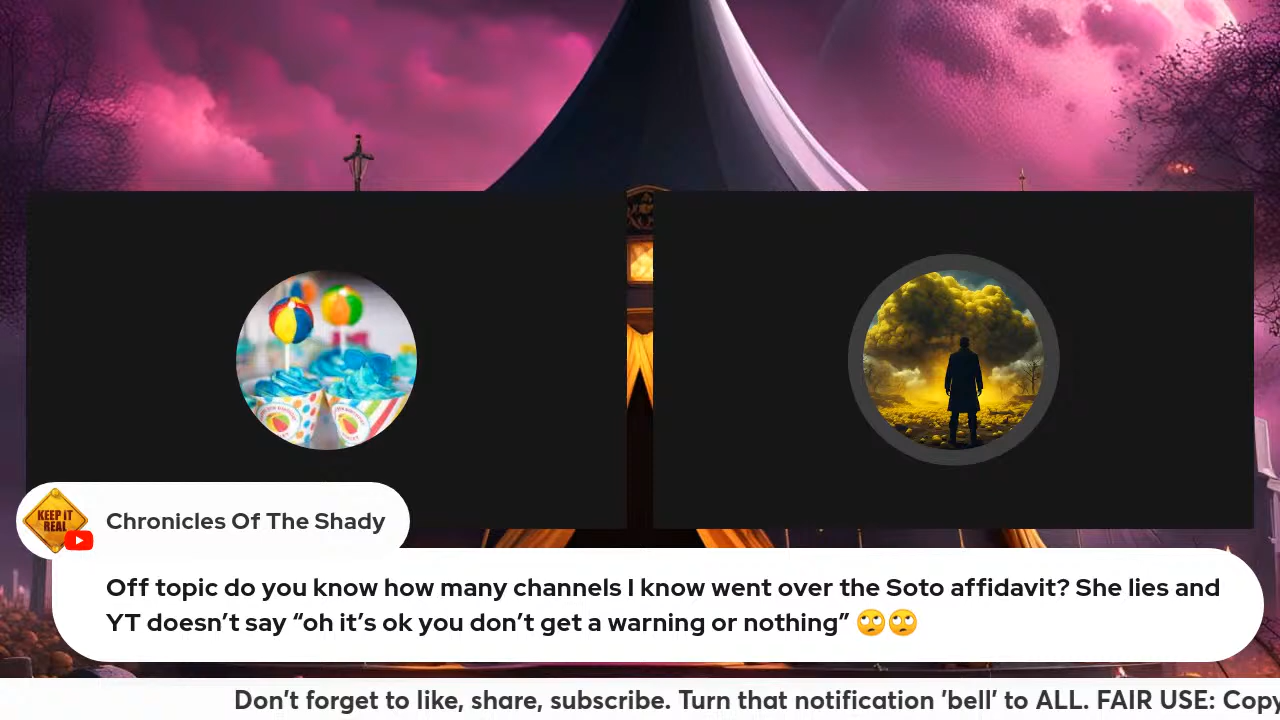 KEEP IT
REAL
Chronicles Of The Shady
Off topic do you know how many channels I know went over the Soto affidavit? She lies and
YT doesn’t say “oh it’s ok you don’t get a warning or nothing” 🙄🙄
Don’t forget to like, share, subscribe. Turn that notification ’bell’ to ALL. FAIR USE: Copy